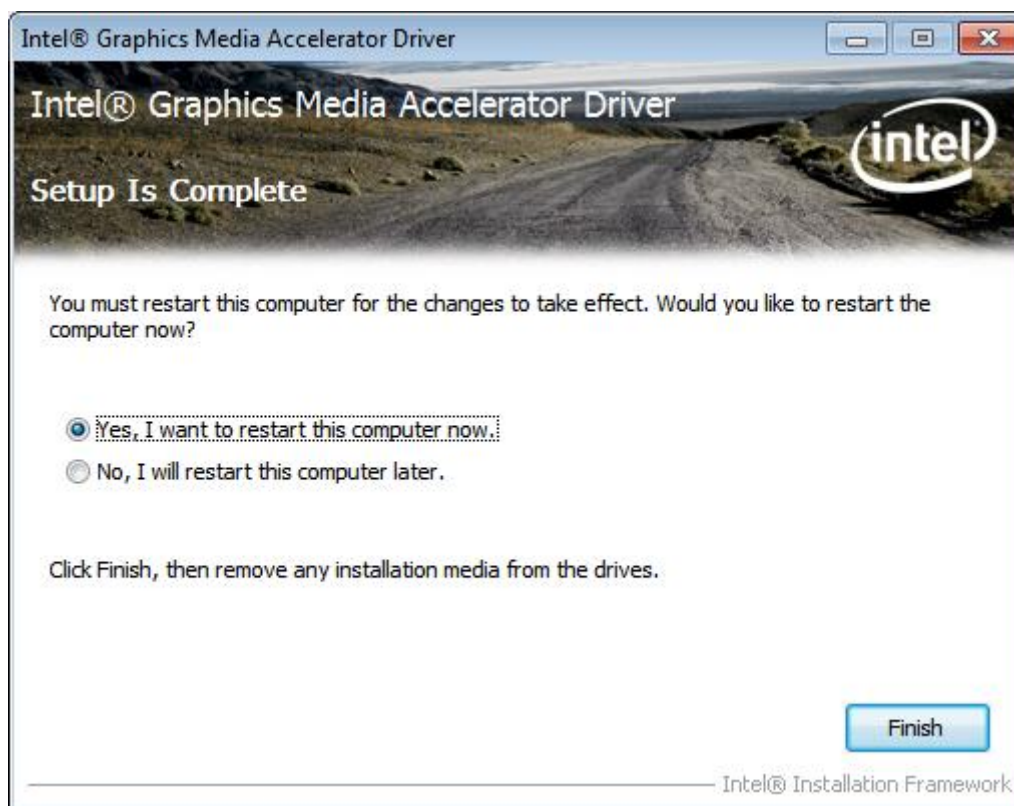 Intel® Graphics Media Accelerator Driver
Intel® Graphics Media Accelerator Driver
intel
Setup Is Complete
You must restart this computer for the changes to take effect. Would you like to restart the
computer now?
Yes, I want to restart this computer now.
No, I will restart this computer later.
Click Finish, then remove any installation media from the drives.
Finish
Intel® Installation Framework